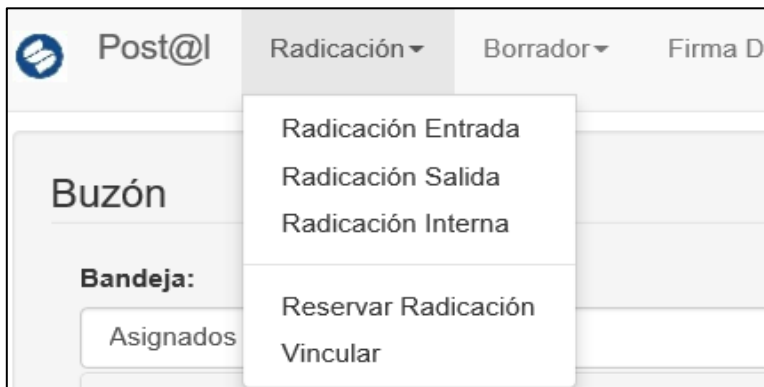 Post@l Radicación Borrador Firma D
Radicación Entrada
Radicación Salida
Buzón
Radicación Interna
Bandeja:
Reservar Radicación
Asignados
Vincular